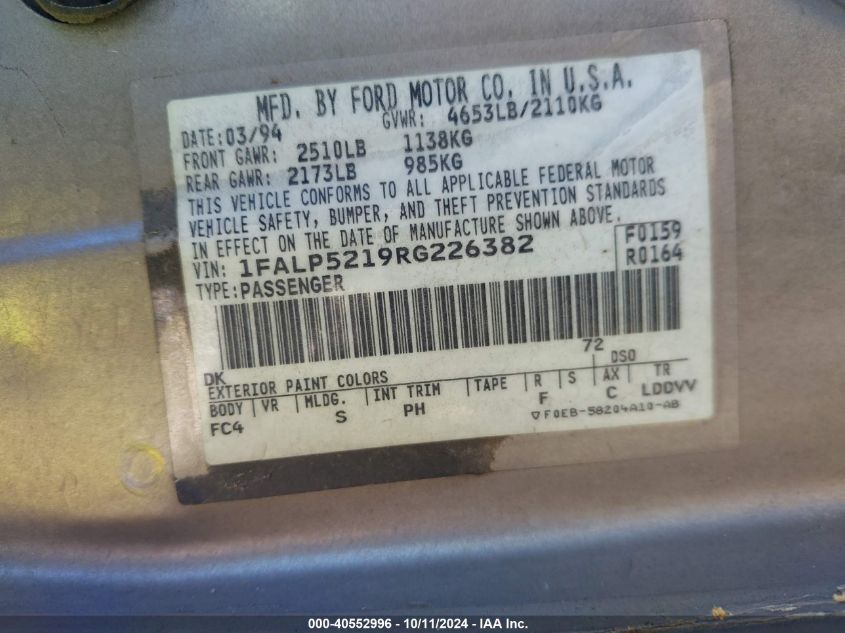 MFD. BY FORD MOTOR CO. IN U.S.A.
DATE:03/94 GVWR: 4653LB/2110KG
FRONT GAWR: 2510LB 1138KG
REAR GAWR: 2173LB 985KG
THIS VEHICLE CONFORMS TO ALL APPLICABLE FEDERAL MOTOR
VEHICLE SAFETY, BUMPER, AND THEFT PREVENTION STANDARDS
IN EFFECT ON THE DATE OF MANUFACTURE SHOWN ABOVE.
VIN: 1FALP5219RG226382 F0159
TYPE:PASSENGER R0164
72
DK DSO
EXTERIOR PAINT COLORS
BODY VR MLDG. INT TRIM TAPE R S AX TR
FC4 S PH F C LDDVV
▽F0EB-58204A10-AB
000-40552996 - 10/11/2024 - IAA Inc.